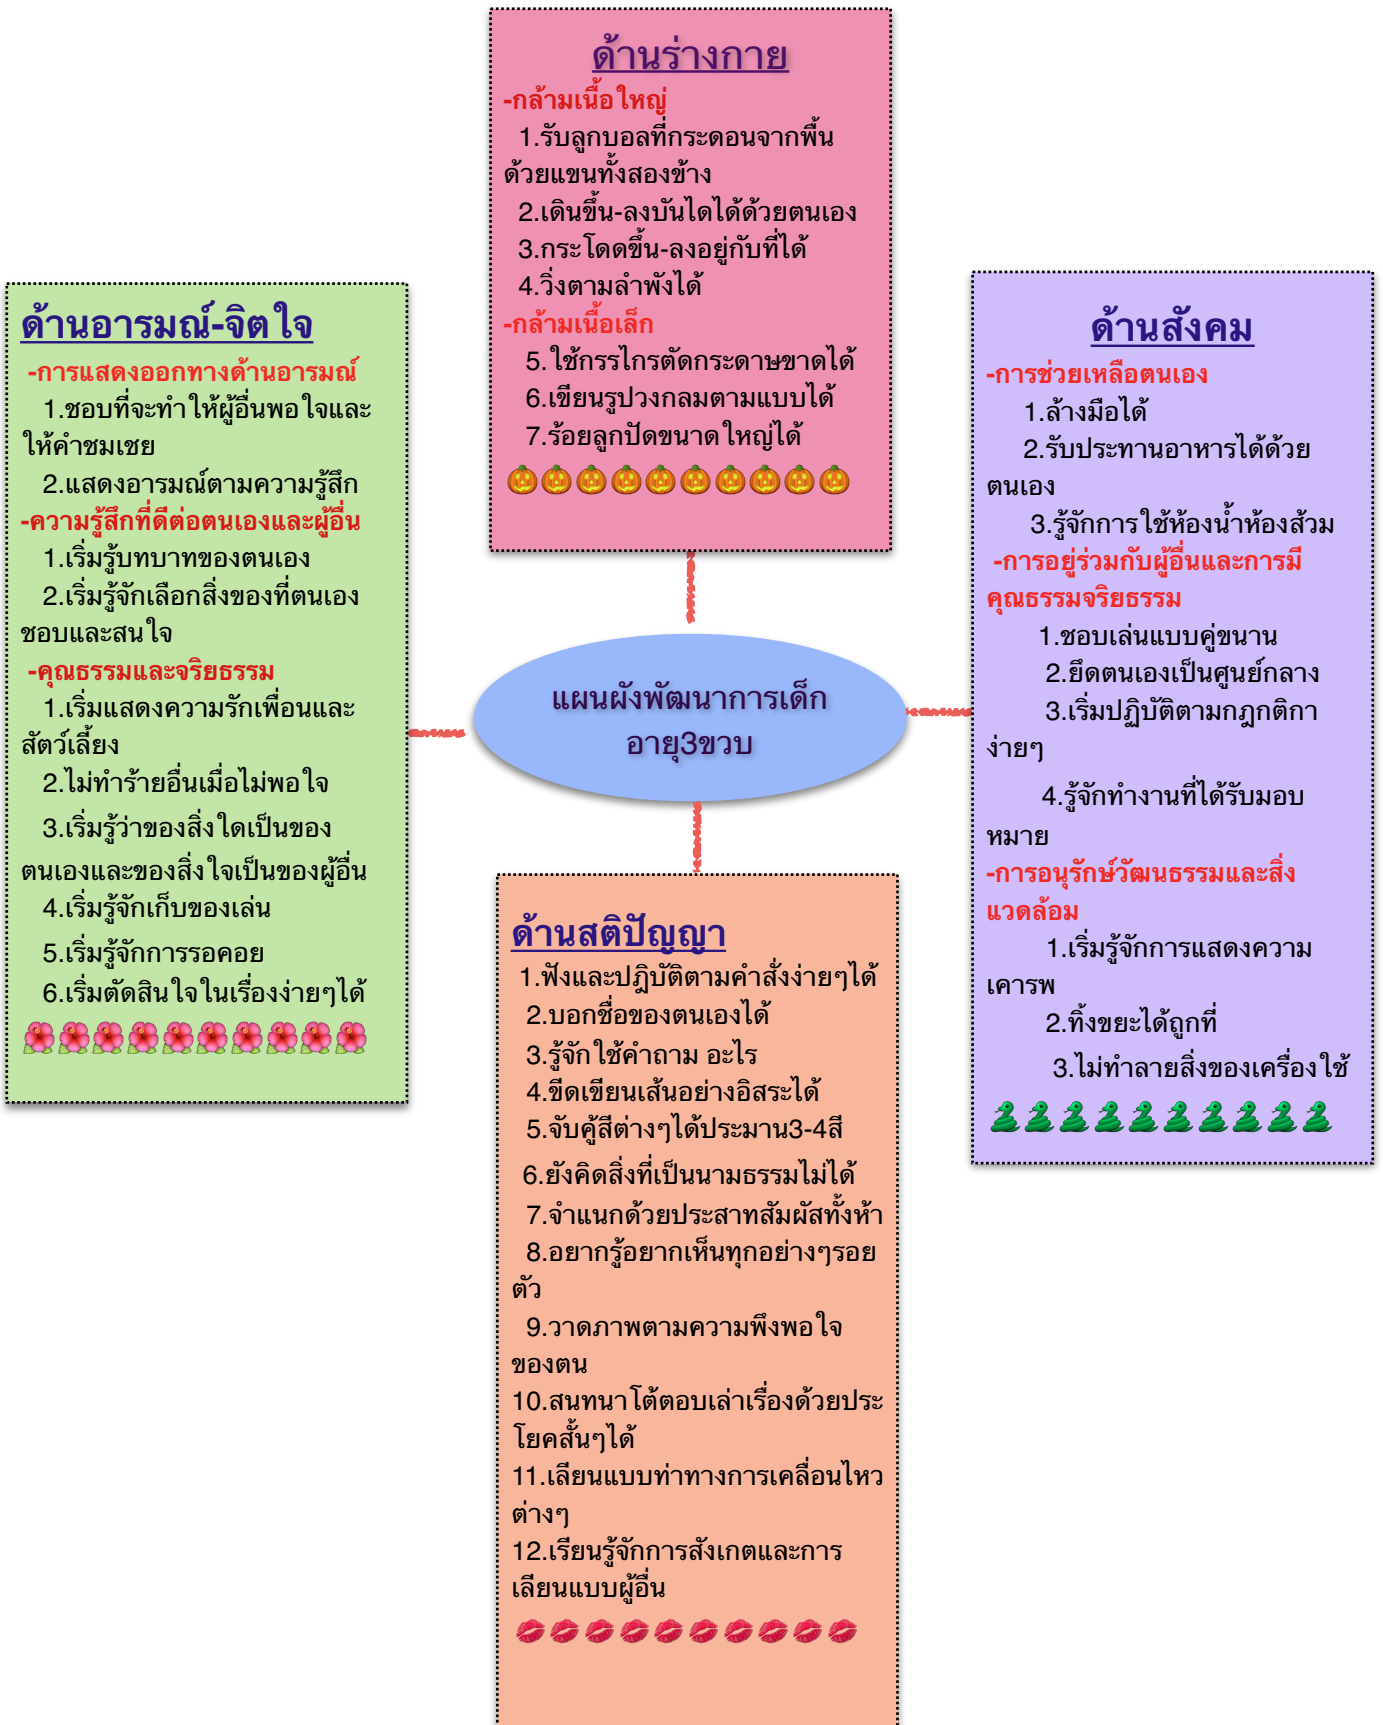 ด้านร่างกาย
-กล้ามเนื้อใหญ่
1.รับลูกบอลที่กระดอนจากพื้น
ด้วยแขนทั้งสองข้าง
2.เดินขึ้น-ลงบันไดได้ด้วยตนเอง
3.กระโดดขึ้น-ลงอยู่กับที่ได้
4.วิ่งตามลำพังได้
-กล้ามเนื้อเล็ก
5.ใช้กรรไกรตัดกระดาษขาดได้
6.เขียนรูปวงกลมตามแบบได้
7.ร้อยลูกปัดขนาดใหญ่ได้
ด้านอารมณ์-จิตใจ
-การแสดงออกทางด้านอารมณ์
1.ชอบที่จะทำให้ผู้อื่นพอใจและ
ให้คำชมเชย
2.แสดงอารมณ์ตามความรู้สึก
-ความรู้สึกที่ดีต่อตนเองและผู้อื่น
1.เริ่มรู้บทบาทของตนเอง
2.เริ่มรู้จักเลือกสิ่งของที่ตนเอง
ชอบและสนใจ
-คุณธรรมและจริยธรรม
1.เริ่มแสดงความรักเพื่อนและ
สัตว์เลี้ยง
2.ไม่ทำร้ายอื่นเมื่อไม่พอใจ
3.เริ่มรู้ว่าของสิ่งใดเป็นของ
ตนเองและของสิ่งใจเป็นของผู้อื่น
4.เริ่มรู้จักเก็บของเล่น
5.เริ่มรู้จักการรอคอย
6.เริ่มตัดสินใจในเรื่องง่ายๆได้
แผนผังพัฒนาการเด็ก
อายุ3ขวบ
ด้านสังคม
-การช่วยเหลือตนเอง
1.ล้างมือได้
2.รับประทานอาหารได้ด้วย
ตนเอง
3.รู้จักการใช้ห้องน้ำห้องส้วม
-การอยู่ร่วมกับผู้อื่นและการมี
คุณธรรมจริยธรรม
1.ชอบเล่นแบบคู่ขนาน
2.ยึดตนเองเป็นศูนย์กลาง
3.เริ่มปฏิบัติตามกฎกติกา
ง่ายๆ
4.รู้จักทำงานที่ได้รับมอบ
หมาย
-การอนุรักษ์วัฒนธรรมและสิ่ง
แวดล้อม
1.เริ่มรู้จักการแสดงความ
เคารพ
2.ทิ้งขยะได้ถูกที่
3.ไม่ทำลายสิ่งของเครื่องใช้
ด้านสติปัญญา
1.ฟังและปฎิบัติตามคำสั่งง่ายๆได้
2.บอกชื่อของตนเองได้
3.รู้จักใช้คำถาม อะไร
4.ขีดเขียนเส้นอย่างอิสระได้
5.จับคู้สีต่างๆได้ประมาน3-4สี
6.ยังคิดสิ่งที่เป็นนามธรรมไม่ได้
7.จำแนกด้วยประสาทสัมผัสทั้งห้า
8.อยากรู้อยากเห็นทุกอย่างๆรอย
ตัว
9.วาดภาพตามความพึงพอใจ
ของตน
10.สนทนาโต้ตอบเล่าเรื่องด้วยประ
โยคสั้นๆได้
11.เลียนแบบท่าทางการเคลื่อนไหว
ต่างๆ
12.เรียนรู้จักการสังเกตและการ
เลียนแบบผู้อื่น